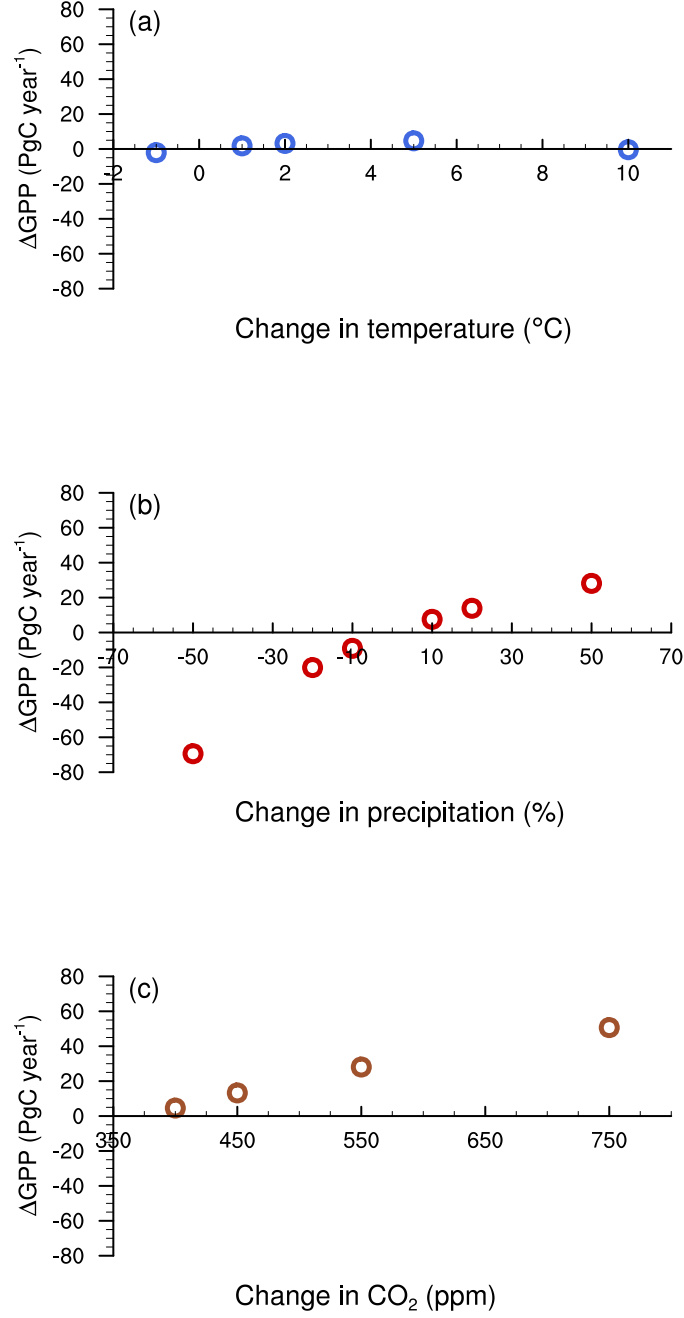 (a)
80
60
40
20
0
-20
-40
-60
-80
ΔGPP (PgC year⁻¹)
-2 0 2 4 6 8 10
Change in temperature (°C)
(b)
80
60
40
20
0
-20
-40
-60
-80
ΔGPP (PgC year⁻¹)
-70 -50 -30 -10 10 30 50 70
Change in precipitation (%)
(c)
80
60
40
20
0
-20
-40
-60
-80
ΔGPP (PgC year⁻¹)
350 450 550 650 750
Change in CO₂ (ppm)